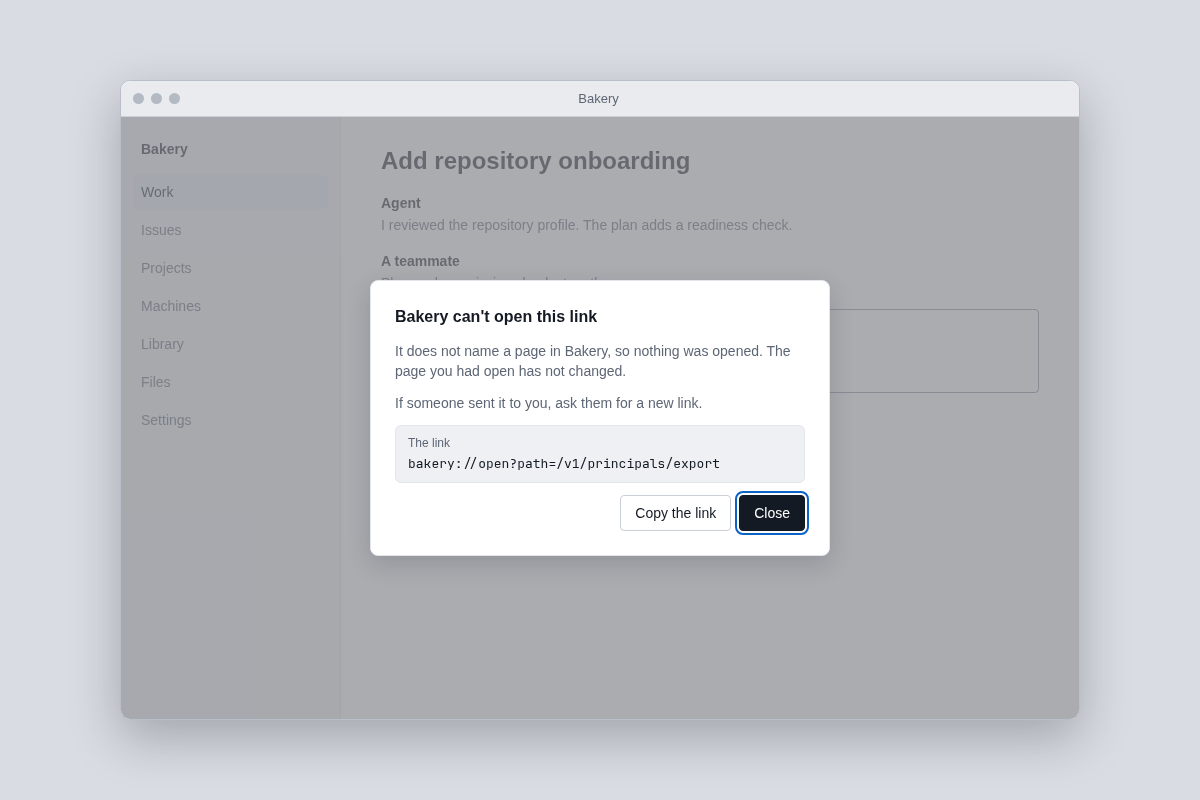 Bakery
Bakery
Work
Issues
Projects
Machines
Library
Files
Settings
Add repository onboarding
Agent
I reviewed the repository profile. The plan adds a readiness check.
A teammate
Bakery can't open this link
It does not name a page in Bakery, so nothing was opened. The
page you had open has not changed.
If someone sent it to you, ask them for a new link.
The link
bakery://open?path=/v1/principals/export
Copy the link
Close